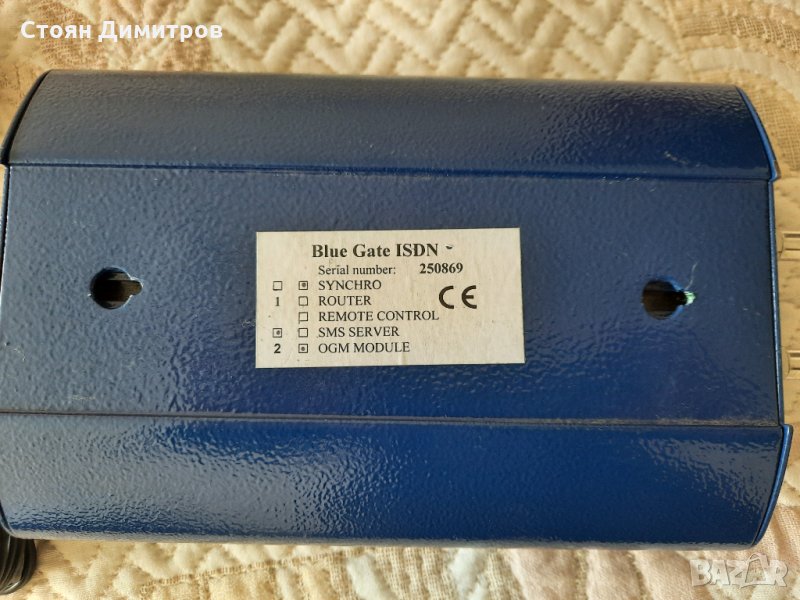 Стоян Димитров
Blue Gate ISDN
Serial number: 250869
SYNCHRO
1 ROUTER
REMOTE CONTROL
SMS SERVER
2 OGM MODULE
CE
BAZAR